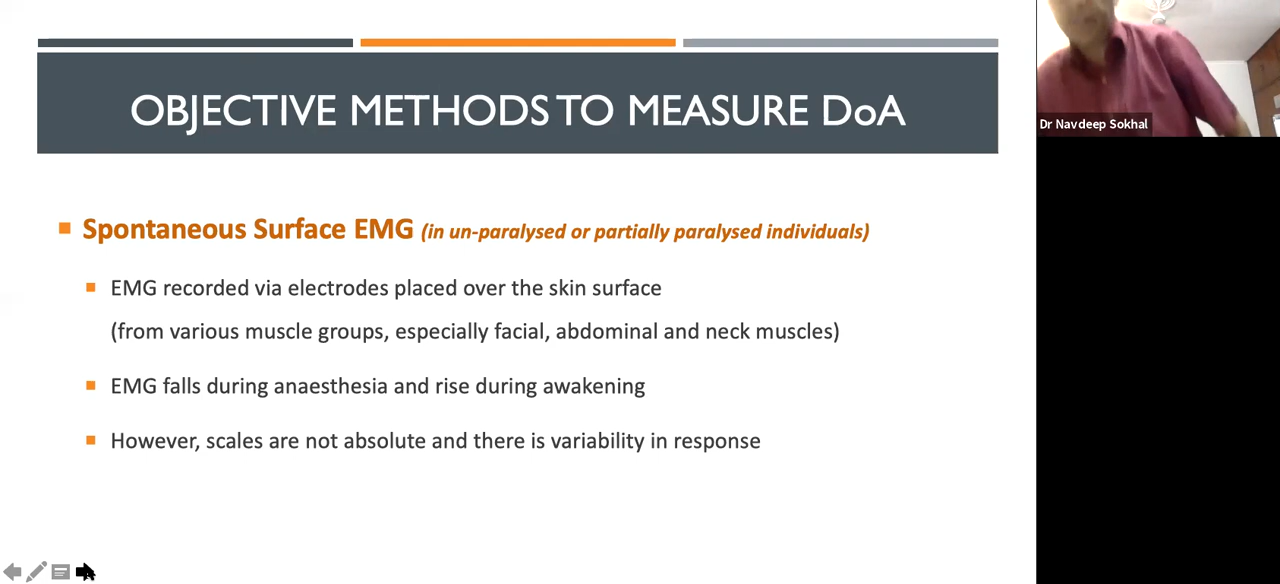 OBJECTIVE METHODS TO MEASURE DoA
Dr Navdeep Sokhal
Spontaneous Surface EMG (in un-paralysed or partially paralysed individuals)
EMG recorded via electrodes placed over the skin surface
(from various muscle groups, especially facial, abdominal and neck muscles)
EMG falls during anaesthesia and rise during awakening
However, scales are not absolute and there is variability in response